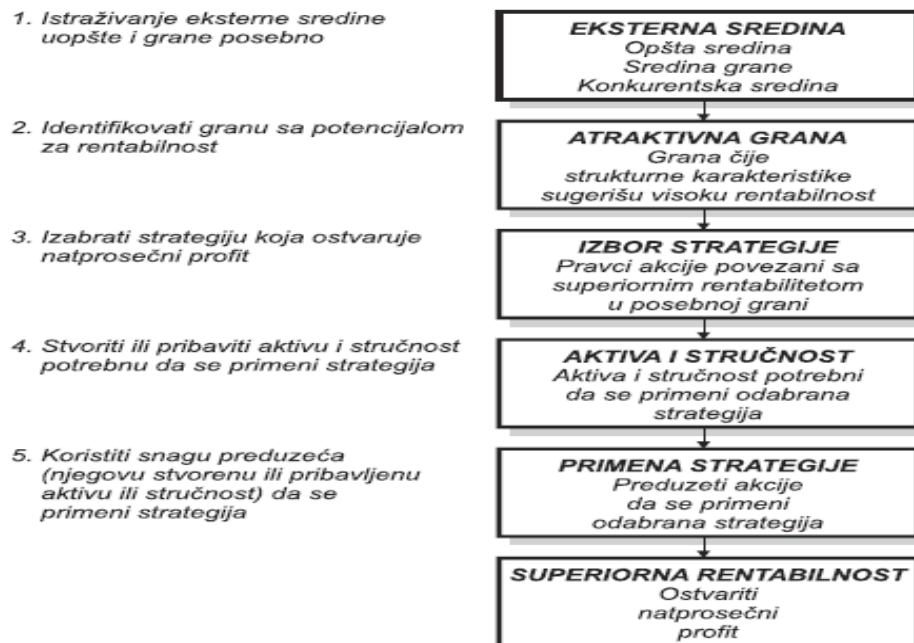 1. Istraživanje eksterne sredine
uopšte i grane posebno
EKSTERNA SREDINA
Opšta sredina
Sredina grane
Konkurentska sredina
2. Identifikovati granu sa potencijalom
za rentabilnost
ATRAKTIVNA GRANA
Grana čije
strukturne karakteristike
sugerišu visoku rentabilnost
3. Izabrati strategiju koja ostvaruje
natprosečni profit
IZBOR STRATEGIJE
Pravci akcije povezani sa
superiornim rentabilitetom
u posebnoj grani
4. Stvoriti ili pribaviti aktivu i stručnost
potrebnu da se primeni strategija
AKTIVA I STRUČNOST
Aktiva i stručnost potrebni
da se primeni odabrana
strategija
5. Koristiti snagu preduzeća
(njegovu stvorenu ili pribavljenu
aktivu ili stručnost) da se
primeni strategija
PRIMENA STRATEGIJE
Preduzeti akcije
da se primeni
odabrana strategija
SUPERIORNA RENTABILNOST
Ostvariti
natprosečni
profit